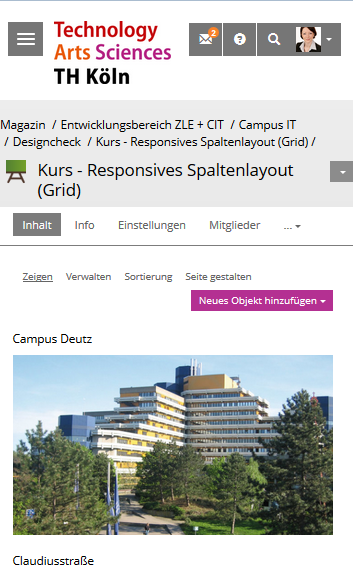 Technology
Arts Sciences
TH Köln
2
Magazin / Entwicklungsbereich ZLE + CIT / Campus IT
/ Designcheck / Kurs - Responsives Spaltenlayout (Grid) /
Kurs - Responsives Spaltenlayout
(Grid)
Inhalt Info Einstellungen Mitglieder ...
Zeigen Verwalten Sortierung Seite gestalten
Neues Objekt hinzufügen
Campus Deutz
Claudiusstraße